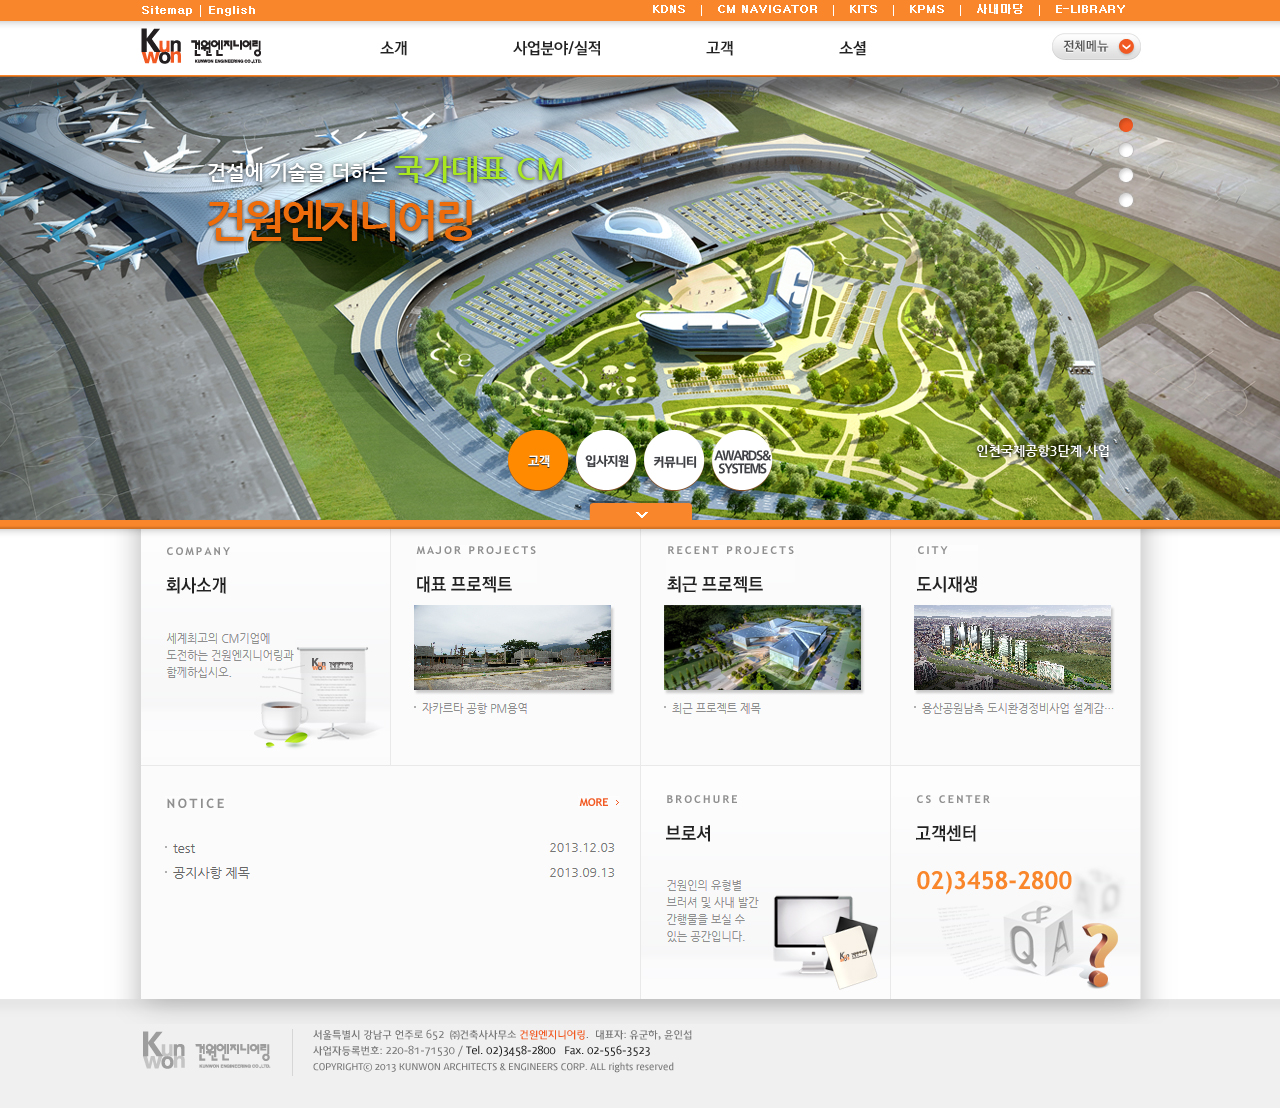 Sitemap | English
KDNS | CM NAVIGATOR | KITS | KPMS | 사내마당 | E-LIBRARY
Kunwon 건원엔지니어링
KUNWON ENGINEERING CO.,LTD.
소개 사업분야/실적 고객 소셜 전체메뉴
건설에 기술을 더하는 국가대표 CM
건원엔지니어링
인천국제공항3단계 사업
고객 입사지원 커뮤니티 AWARDS& SYSTEMS
COMPANY
회사소개
세계최고의 CM기업에
도전하는 건원엔지니어링과
함께하십시오.
MAJOR PROJECTS
대표 프로젝트
자카르타 공항 PM용역
RECENT PROJECTS
최근 프로젝트
최근 프로젝트 제목
CITY
도시재생
용산공원남측 도시환경정비사업 설계감…
NOTICE MORE
test 2013.12.03
공지사항 제목 2013.09.13
BROCHURE
브로셔
건원인의 유형별
브러셔 및 사내 발간
간행물을 보실 수
있는 공간입니다.
CS CENTER
고객센터
02)3458-2800
Q A ?
Kunwon 건원엔지니어링
KUNWON ENGINEERING CO.,LTD.
서울특별시 강남구 언주로 652 ㈜건축사사무소 건원엔지니어링. 대표자: 유군하, 윤인섭
사업자등록번호: 220-81-71530 / Tel. 02)3458-2800 Fax. 02-556-3523
COPYRIGHTⓒ 2013 KUNWON ARCHITECTS & ENGINEERS CORP. ALL rights reserved